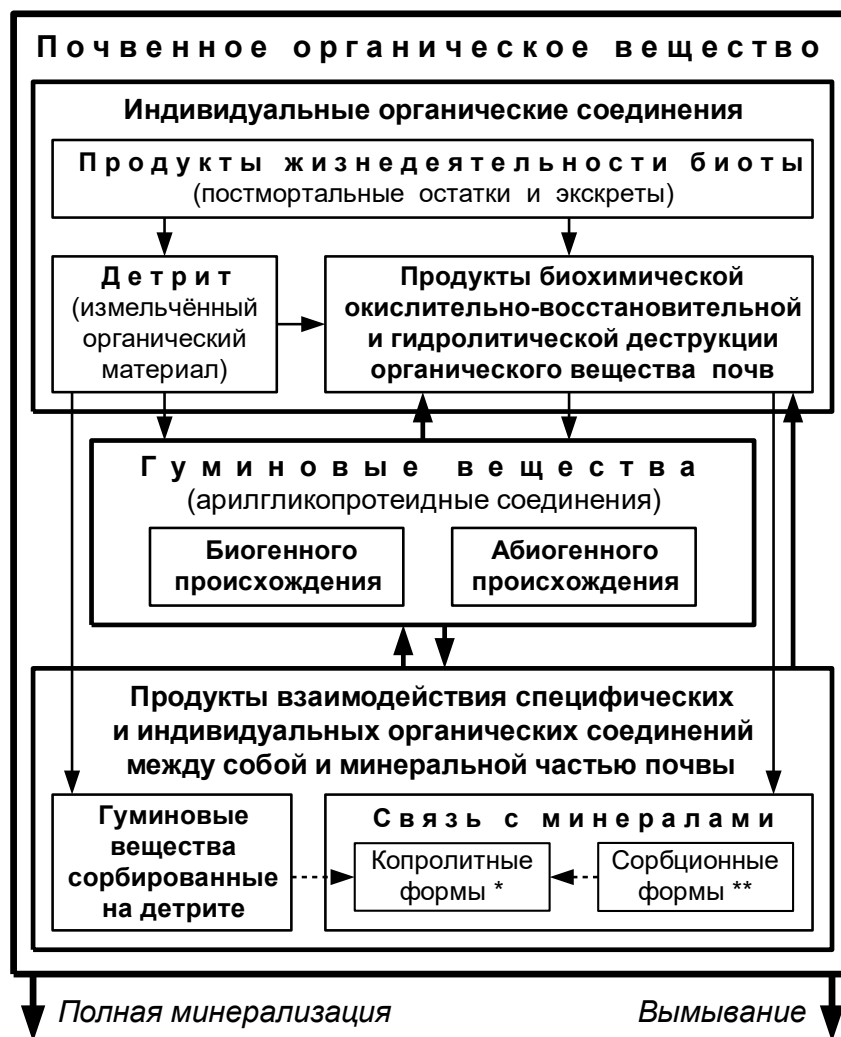 Почвенное органическое вещество
Индивидуальные органические соединения
Продукты жизнедеятельности биоты
(постмортальные остатки и экскреты)
Детрит
(измельчённый
органический
материал)
Продукты биохимической
окислительно-восстановительной
и гидролитической деструкции
органического вещества почв
Гуминовые вещества
(арилгликопротеидные соединения)
Биогенного
происхождения
Абиогенного
происхождения
Продукты взаимодействия специфических
и индивидуальных органических соединений
между собой и минеральной частью почвы
Гуминовые
вещества
сорбированные
на детрите
Связь с минералами
Копролитные
формы *
Сорбционные
формы **
Полная минерализация
Вымывание